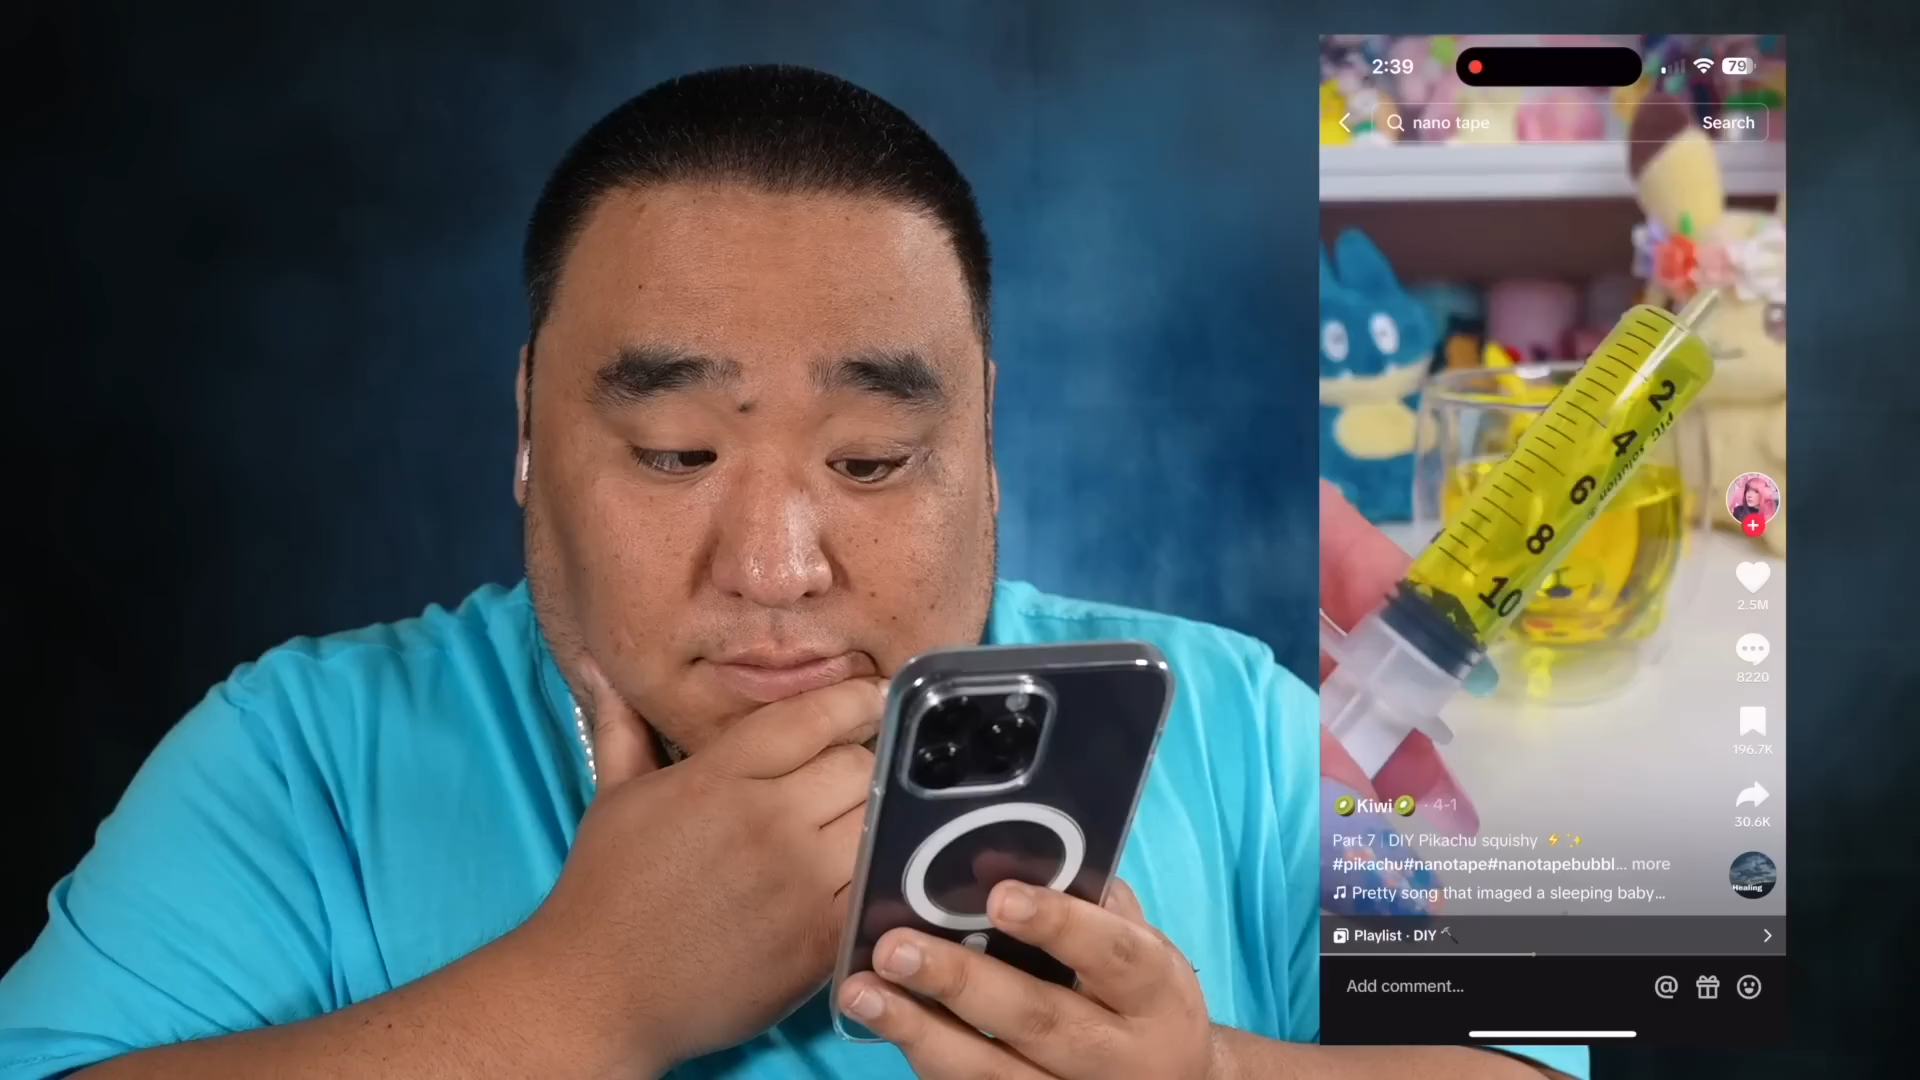 2:39
79
nano tape
Search
2
4
6
8
10
2.5M
8220
196.7K
30.6K
🥝Kiwi🥝 · 4-1
Part 7 | DIY Pikachu squishy ⚡✨
#pikachu#nanotape#nanotapebubbl... more
Pretty song that imaged a sleeping baby...
Healing
Playlist · DIY 🔨
Add comment...